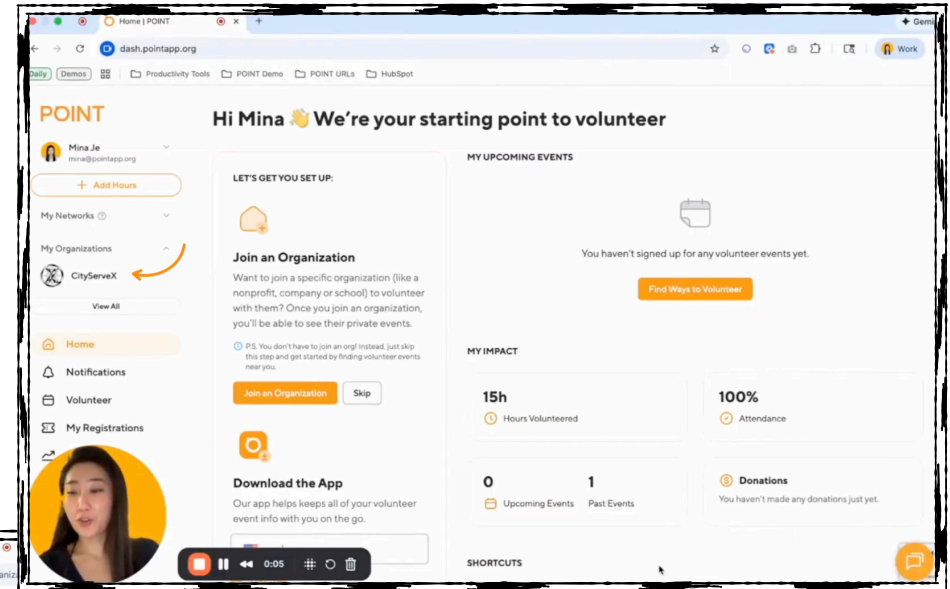 Home | POINT
Gemi
dash.pointapp.org
Work
Daily
Demos
Productivity Tools
POINT Demo
POINT URLs
HubSpot
POINT
Mina Je
mina@pointapp.org
+ Add Hours
My Networks
My Organizations
CityServeX
View All
Home
Notifications
Volunteer
My Registrations
Hi Mina 👋 We're your starting point to volunteer
LET'S GET YOU SET UP:
Join an Organization
Want to join a specific organization (like a
nonprofit, company or school) to volunteer
with them? Once you join an organization,
you'll be able to see their private events.
P.S. You don't have to join an org! Instead, just skip
this step and get started by finding volunteer events
near you.
Join an Organization
Skip
Download the App
Our app helps keeps all of your volunteer
event info with you on the go.
MY UPCOMING EVENTS
You haven't signed up for any volunteer events yet.
Find Ways to Volunteer
MY IMPACT
15h
Hours Volunteered
100%
Attendance
0
Upcoming Events
1
Past Events
Donations
You haven't made any donations just yet.
SHORTCUTS
0:05